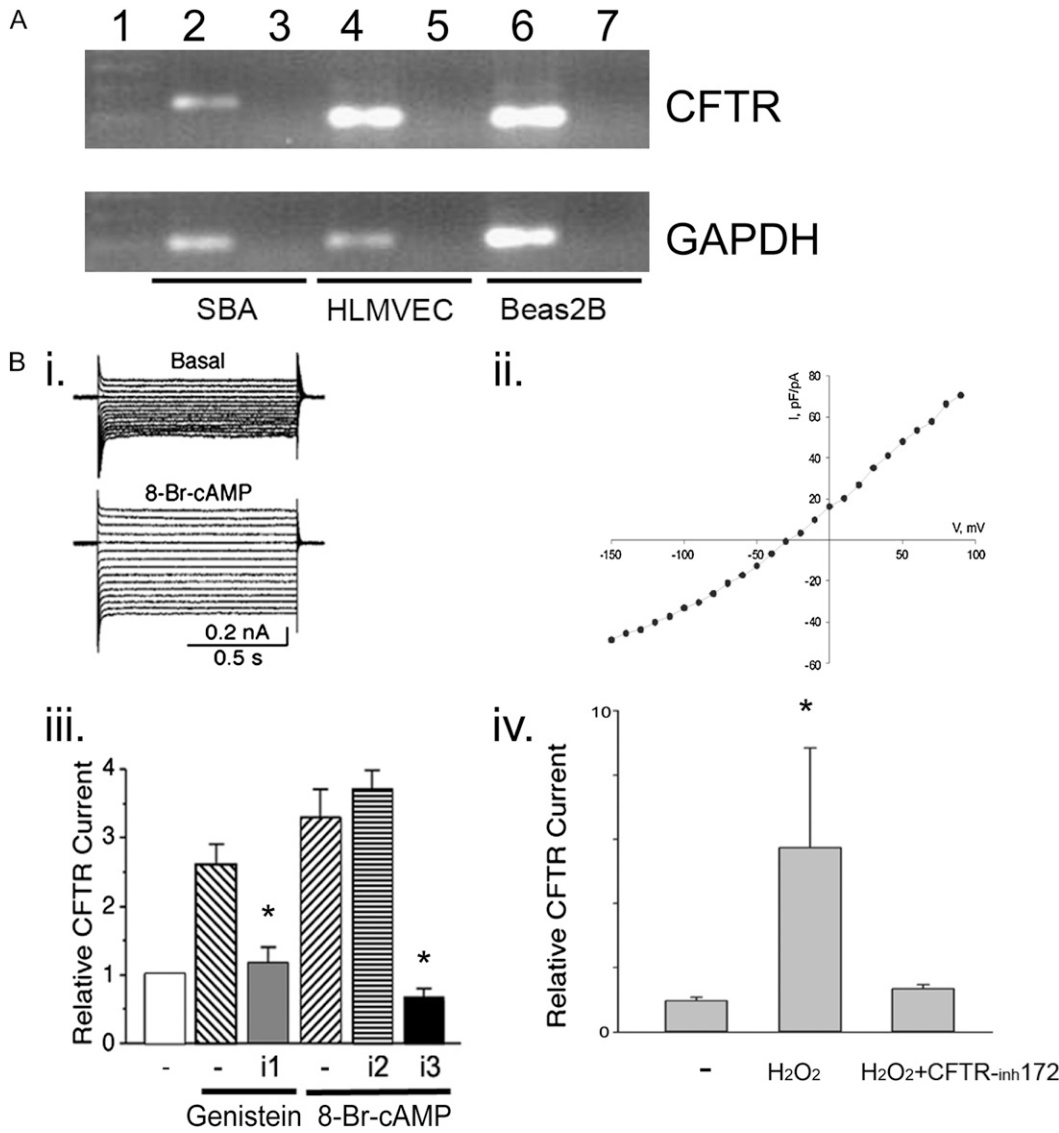 A
1 2 3 4 5 6 7
CFTR
GAPDH
SBA HLMVEC Beas2B
B
i.
Basal
8-Br-cAMP
0.2 nA
0.5 s
ii.
I, pF/pA
80
60
40
20
-20
-40
-60
V, mV
-150 -100 -50 0 50 100
iii.
Relative CFTR Current
4
3
2
1
0
* *
- - i1 - i2 i3
Genistein 8-Br-cAMP
iv.
Relative CFTR Current
10
0
*
- H2O2 H2O2+CFTR-inh172